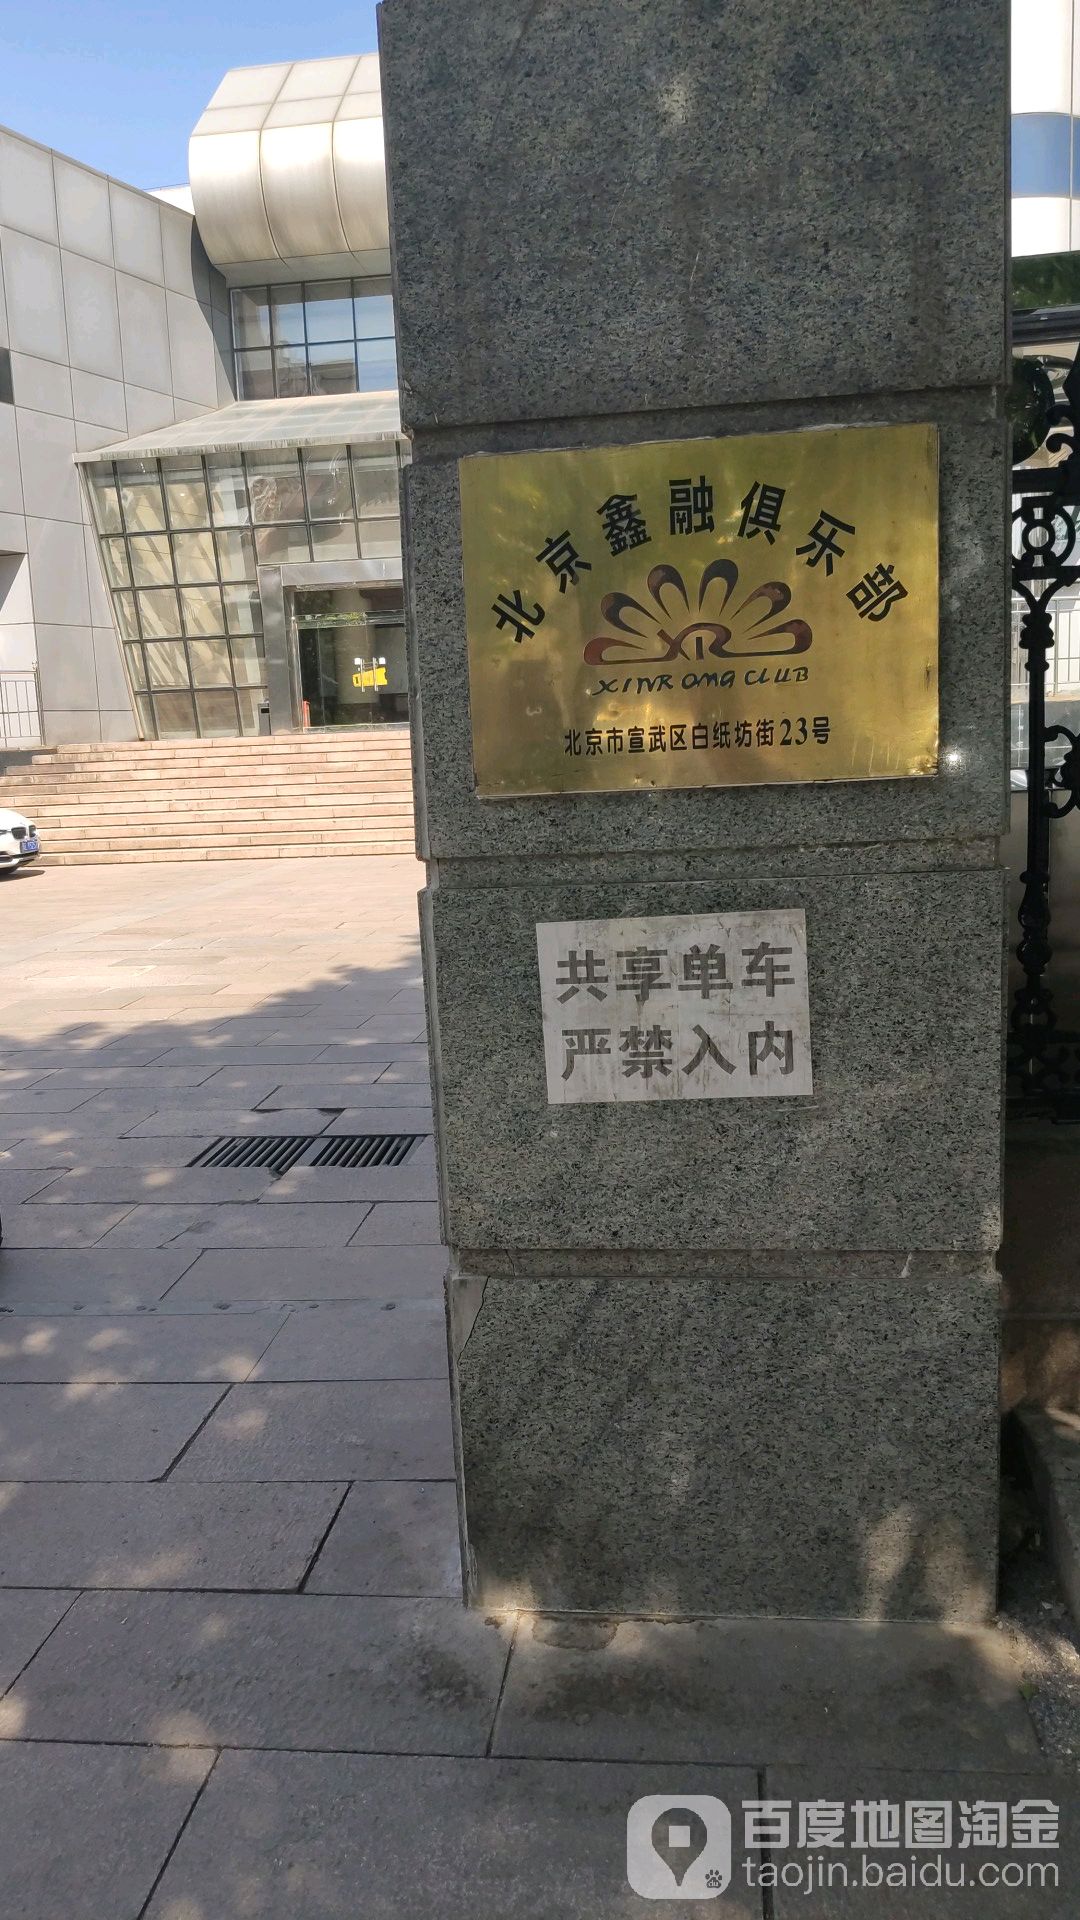 北京鑫融俱乐部
XR
XINRONG CLUB
北京市宣武区白纸坊街23号
共享单车
严禁入内
百度地图淘金
taojin.baidu.com